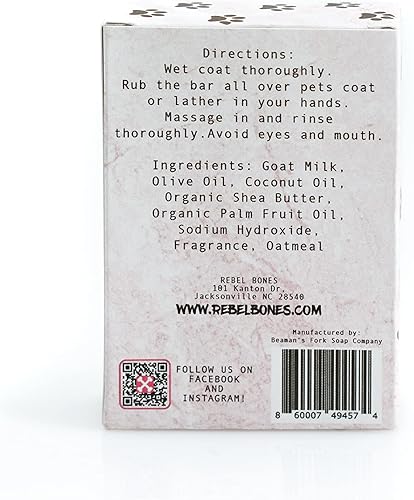 Directions:
Wet coat thoroughly.
Rub the bar all over pets coat
or lather in your hands.
Massage in and rinse
thoroughly.Avoid eyes and mouth.
Ingredients: Goat Milk,
Olive Oil, Coconut Oil,
Organic Shea Butter,
Organic Palm Fruit Oil,
Sodium Hydroxide,
Fragrance, Oatmeal
REBEL BONES
101 Kanton Dr,
Jacksonville NC 28540
WWW.REBELBONES.COM
FOLLOW US ON
FACEBOOK
AND
INSTAGRAM!
Manufactured by:
Beaman's Fork Soap Company
8 60007 49457 4